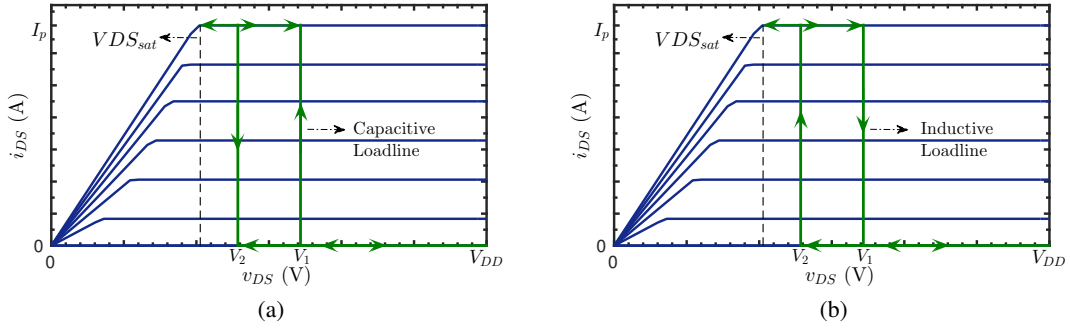 I_p
VDS_sat
i_DS (A)
Capacitive
Loadline
0
V_2
V_1
V_DD
0
v_DS (V)
(a)
I_p
VDS_sat
i_DS (A)
Inductive
Loadline
0
V_2
V_1
V_DD
0
v_DS (V)
(b)